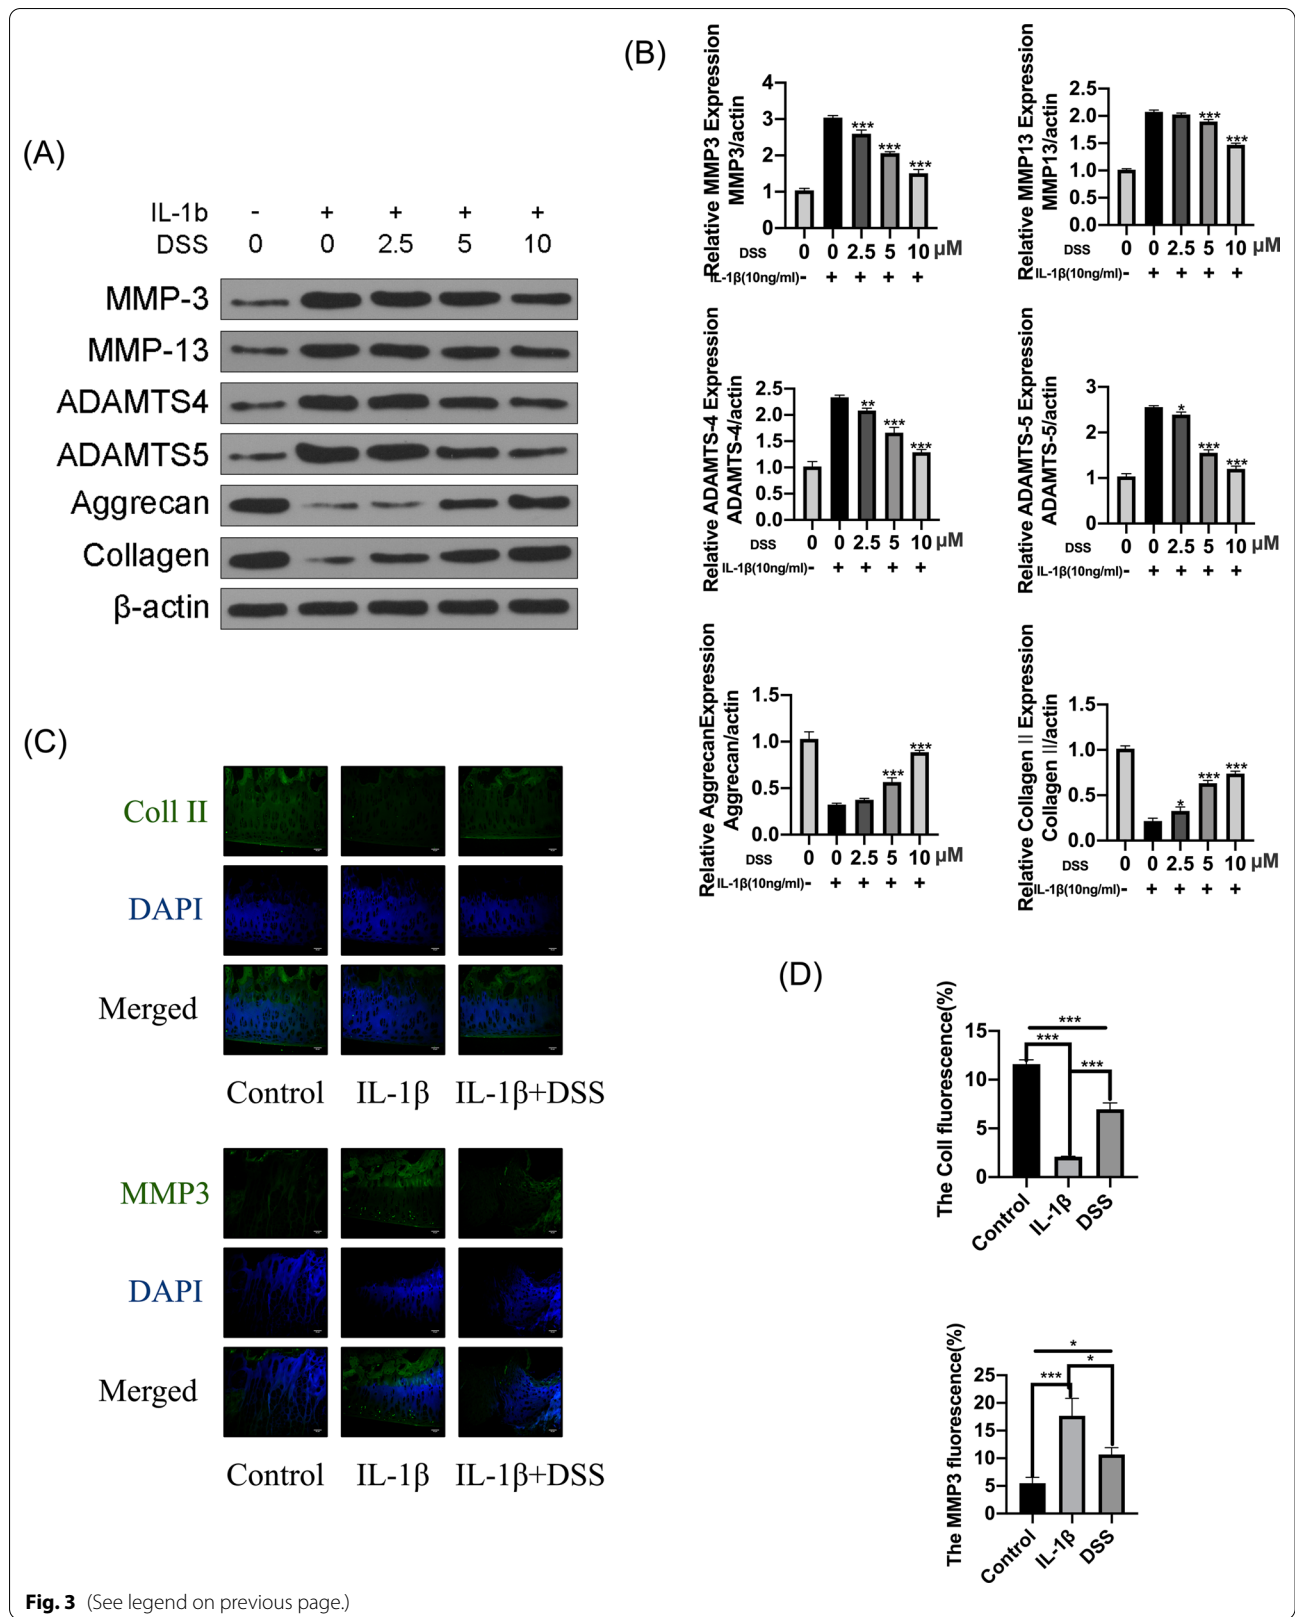 (A)
IL-1b - + + + +
DSS 0 0 2.5 5 10
MMP-3
MMP-13
ADAMTS4
ADAMTS5
Aggrecan
Collagen
β-actin
(B)
Relative MMP3 Expression
MMP3/actin
4
3
2
1
0
*** *** ***
DSS 0 0 2.5 5 10 μM
IL-1β(10ng/ml) - + + + +
Relative MMP13 Expression
MMP13/actin
2.5
2.0
1.5
1.0
0.5
0.0
*** ***
DSS 0 0 2.5 5 10 μM
IL-1β(10ng/ml) - + + + +
Relative ADAMTS-4 Expression
ADAMTS-4/actin
2.5
2.0
1.5
1.0
0.5
0.0
** *** ***
DSS 0 0 2.5 5 10 μM
IL-1β(10ng/ml) - + + + +
Relative ADAMTS-5 Expression
ADAMTS-5/actin
3
2
1
0
* *** ***
DSS 0 0 2.5 5 10 μM
IL-1β(10ng/ml) - + + + +
Relative AggrecanExpression
Aggrecan/actin
1.5
1.0
0.5
0.0
*** ***
DSS 0 0 2.5 5 10 μM
IL-1β(10ng/ml) - + + + +
Relative Collagen II Expression
Collagen II/actin
1.5
1.0
0.5
0.0
* *** ***
DSS 0 0 2.5 5 10 μM
IL-1β(10ng/ml) - + + + +
(C)
Coll II
DAPI
Merged
Control IL-1β IL-1β+DSS
MMP3
DAPI
Merged
Control IL-1β IL-1β+DSS
(D)
The Coll fluorescence(%)
15
10
5
0
***
***
***
Control IL-1β DSS
The MMP3 fluorescence(%)
25
20
15
10
5
0
*
*
***
Control IL-1β DSS
Fig. 3 (See legend on previous page.)